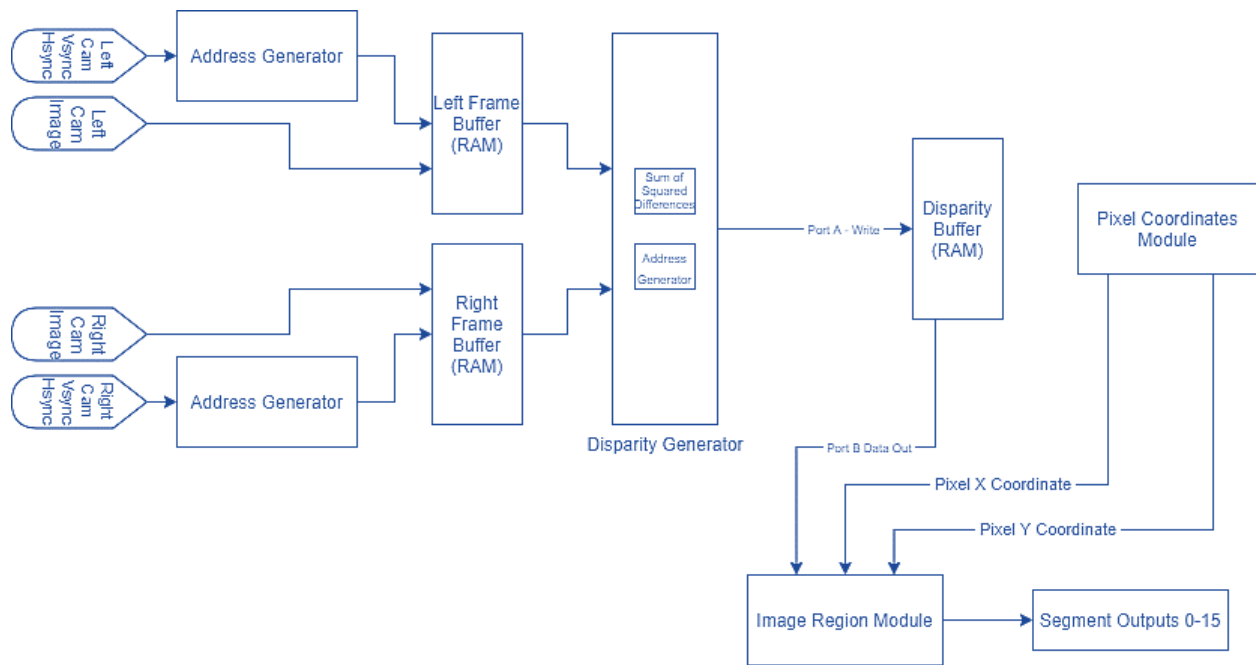 Left
Cam
Vsync
Hsync
Address Generator
Left
Cam
Image
Left Frame
Buffer
(RAM)
Sum of
Squared
Differences
Address
Generator
Disparity Generator
Right
Cam
Image
Right
Cam
Vsync
Hsync
Address Generator
Right
Frame
Buffer
(RAM)
Port A - Write
Disparity
Buffer
(RAM)
Pixel Coordinates
Module
Port B Data Out
Pixel X Coordinate
Pixel Y Coordinate
Image Region Module
Segment Outputs 0-15